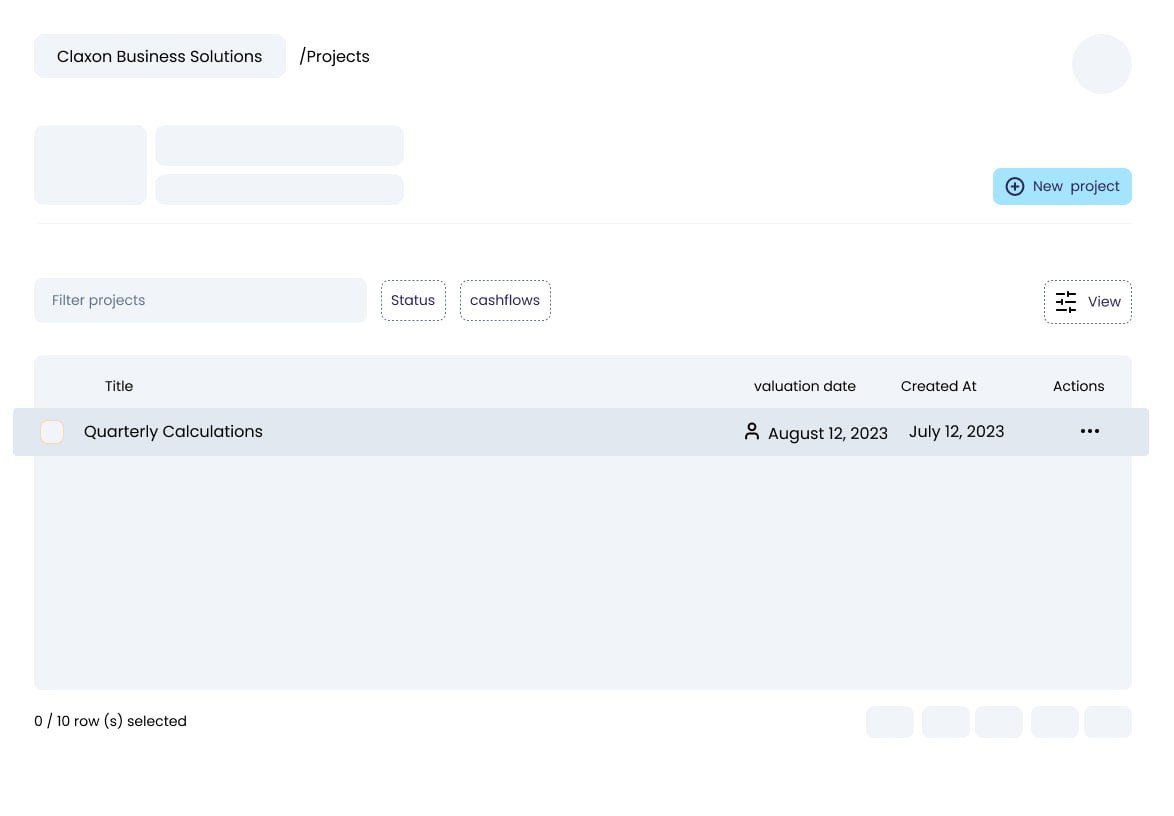 Claxon Business Solutions /Projects
New project
Filter projects Status cashflows View
Title valuation date Created At Actions
Quarterly Calculations August 12, 2023 July 12, 2023
0 / 10 row (s) selected